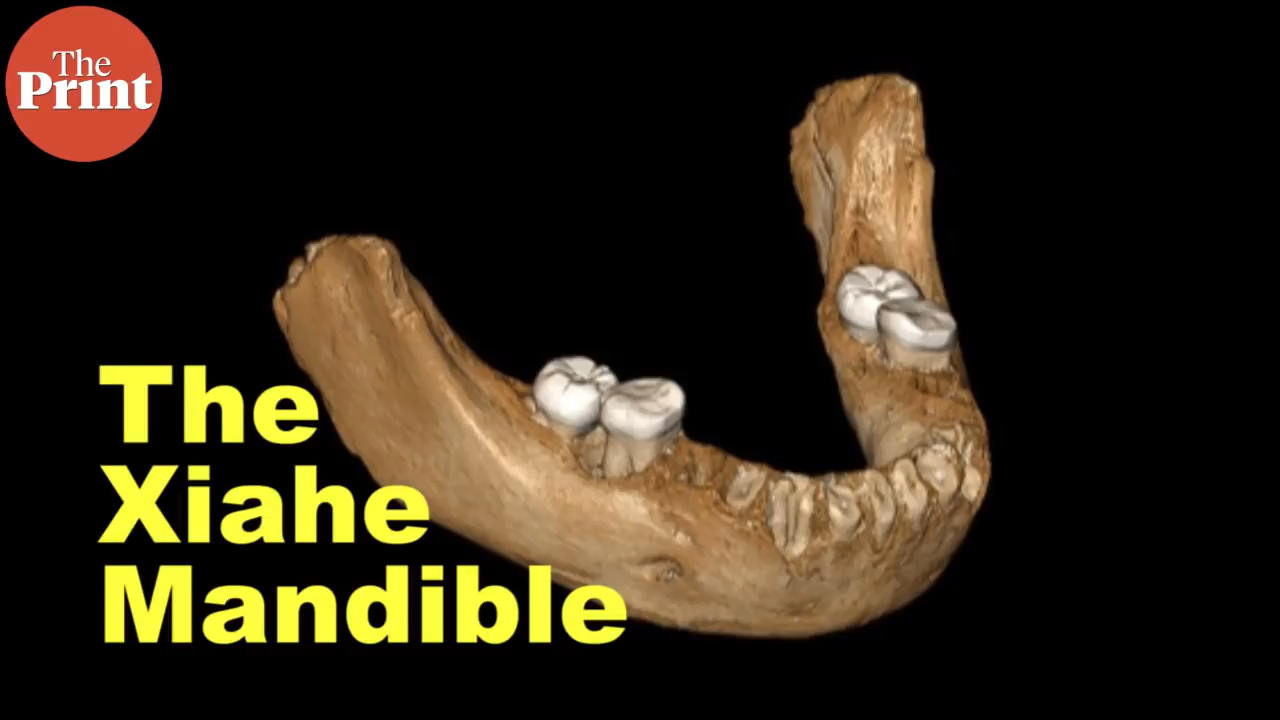 The
Print
The
Xiahe
Mandible